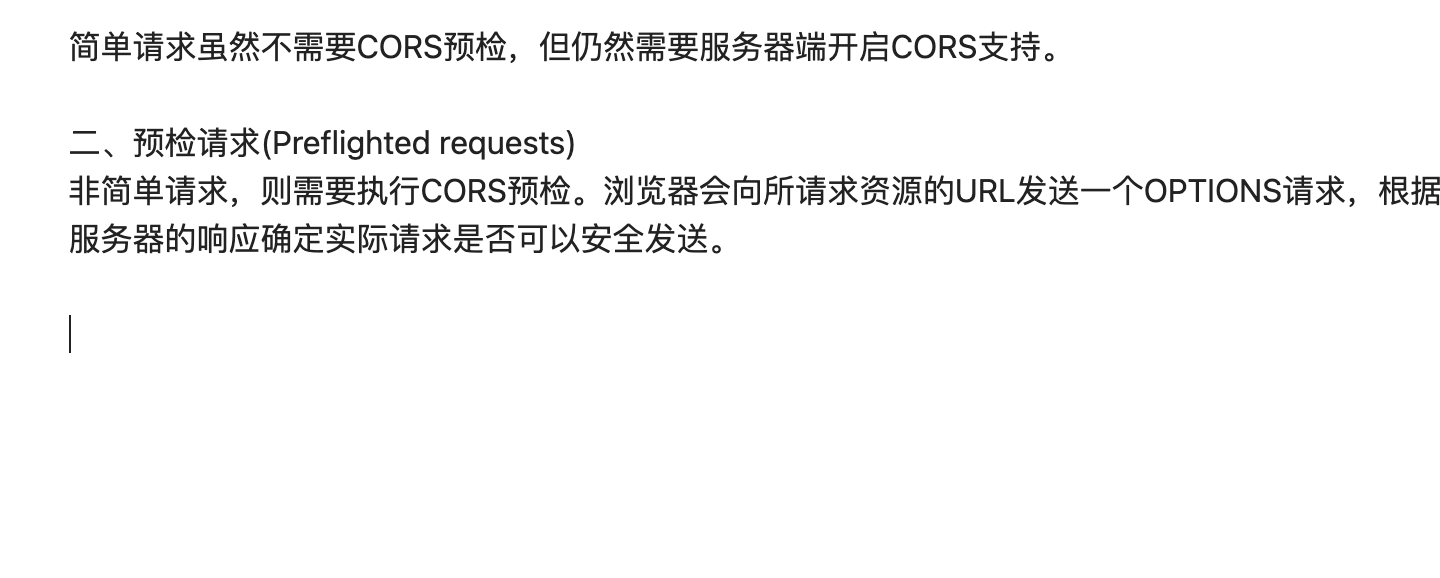 简单请求虽然不需要CORS预检，但仍然需要服务器端开启CORS支持。
二、预检请求(Preflighted requests)
非简单请求，则需要执行CORS预检。浏览器会向所请求资源的URL发送一个OPTIONS请求，根据
服务器的响应确定实际请求是否可以安全发送。